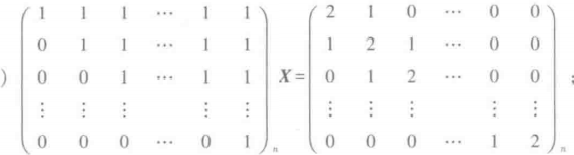 1 1 1 ⋯ 1 1
0 1 1 ⋯ 1 1
) 0 0 1 ⋯ 1 1
⋮ ⋮ ⋮ ⋮ ⋮
0 0 0 ⋯ 0 1 n
X =
2 1 0 ⋯ 0 0
1 2 1 ⋯ 0 0
0 1 2 ⋯ 0 0 ;
⋮ ⋮ ⋮ ⋮ ⋮
0 0 0 ⋯ 1 2 n